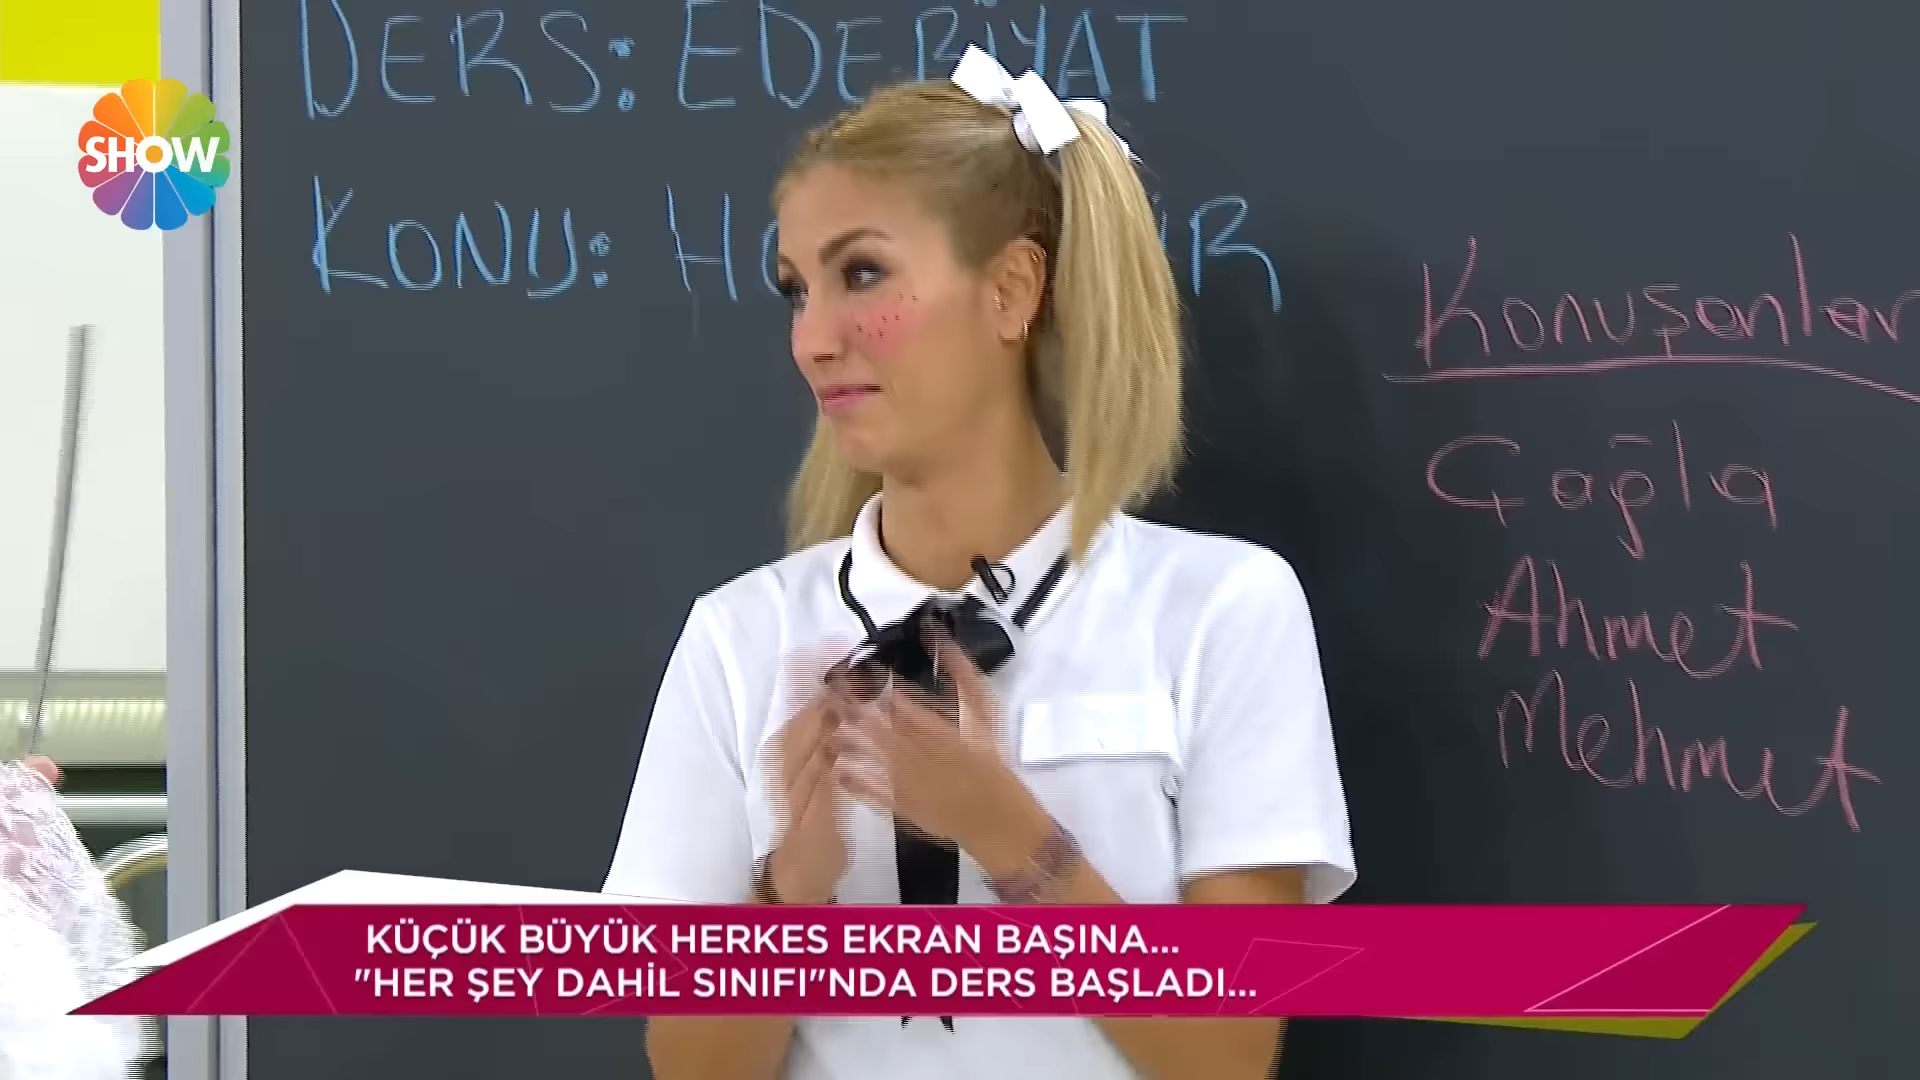 DERS: EDEBİYAT
SHOW
KONU:
Konuşanlar
Çağla
Ahmet
Mehmet
KÜÇÜK BÜYÜK HERKES EKRAN BAŞINA...
"HER ŞEY DAHİL SINIFI"NDA DERS BAŞLADI...